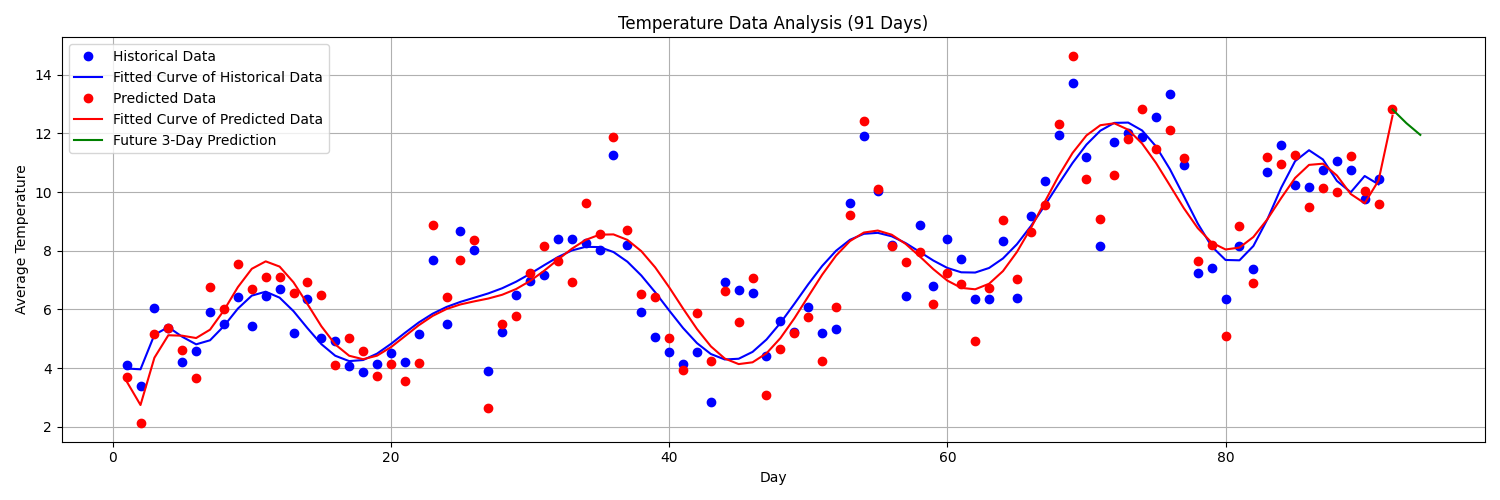 Temperature Data Analysis (91 Days)
Historical Data
Fitted Curve of Historical Data
Predicted Data
Fitted Curve of Predicted Data
Future 3-Day Prediction
Average Temperature
14
12
10
8
6
4
2
0 20 40 60 80
Day